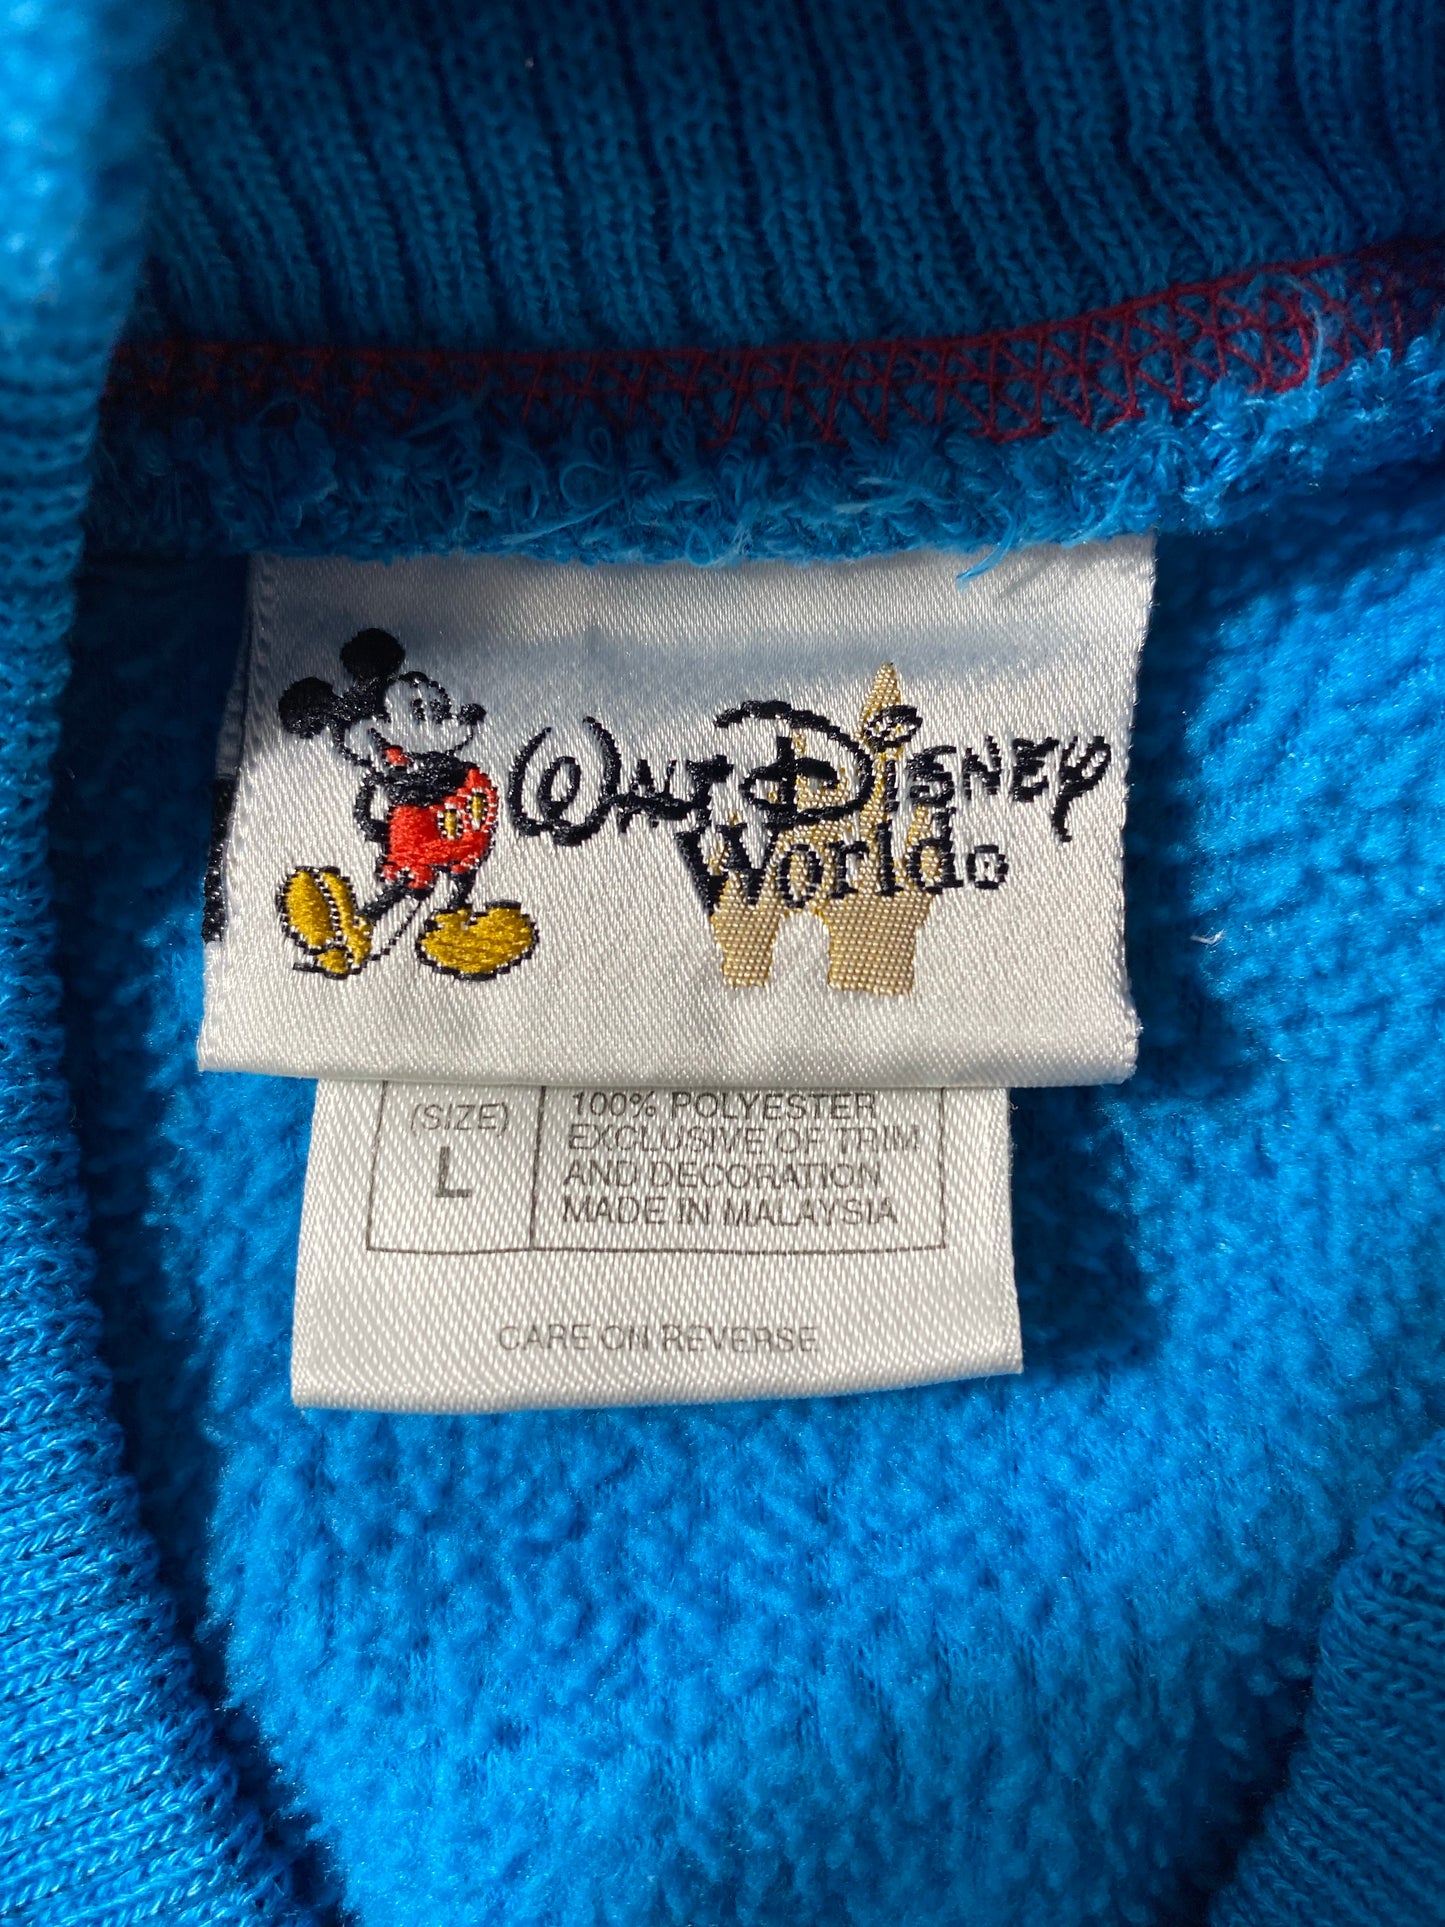 WALT DISNEY
World®
(SIZE)
L
100% POLYESTER
EXCLUSIVE OF TRIM
AND DECORATION
MADE IN MALAYSIA
CARE ON REVERSE